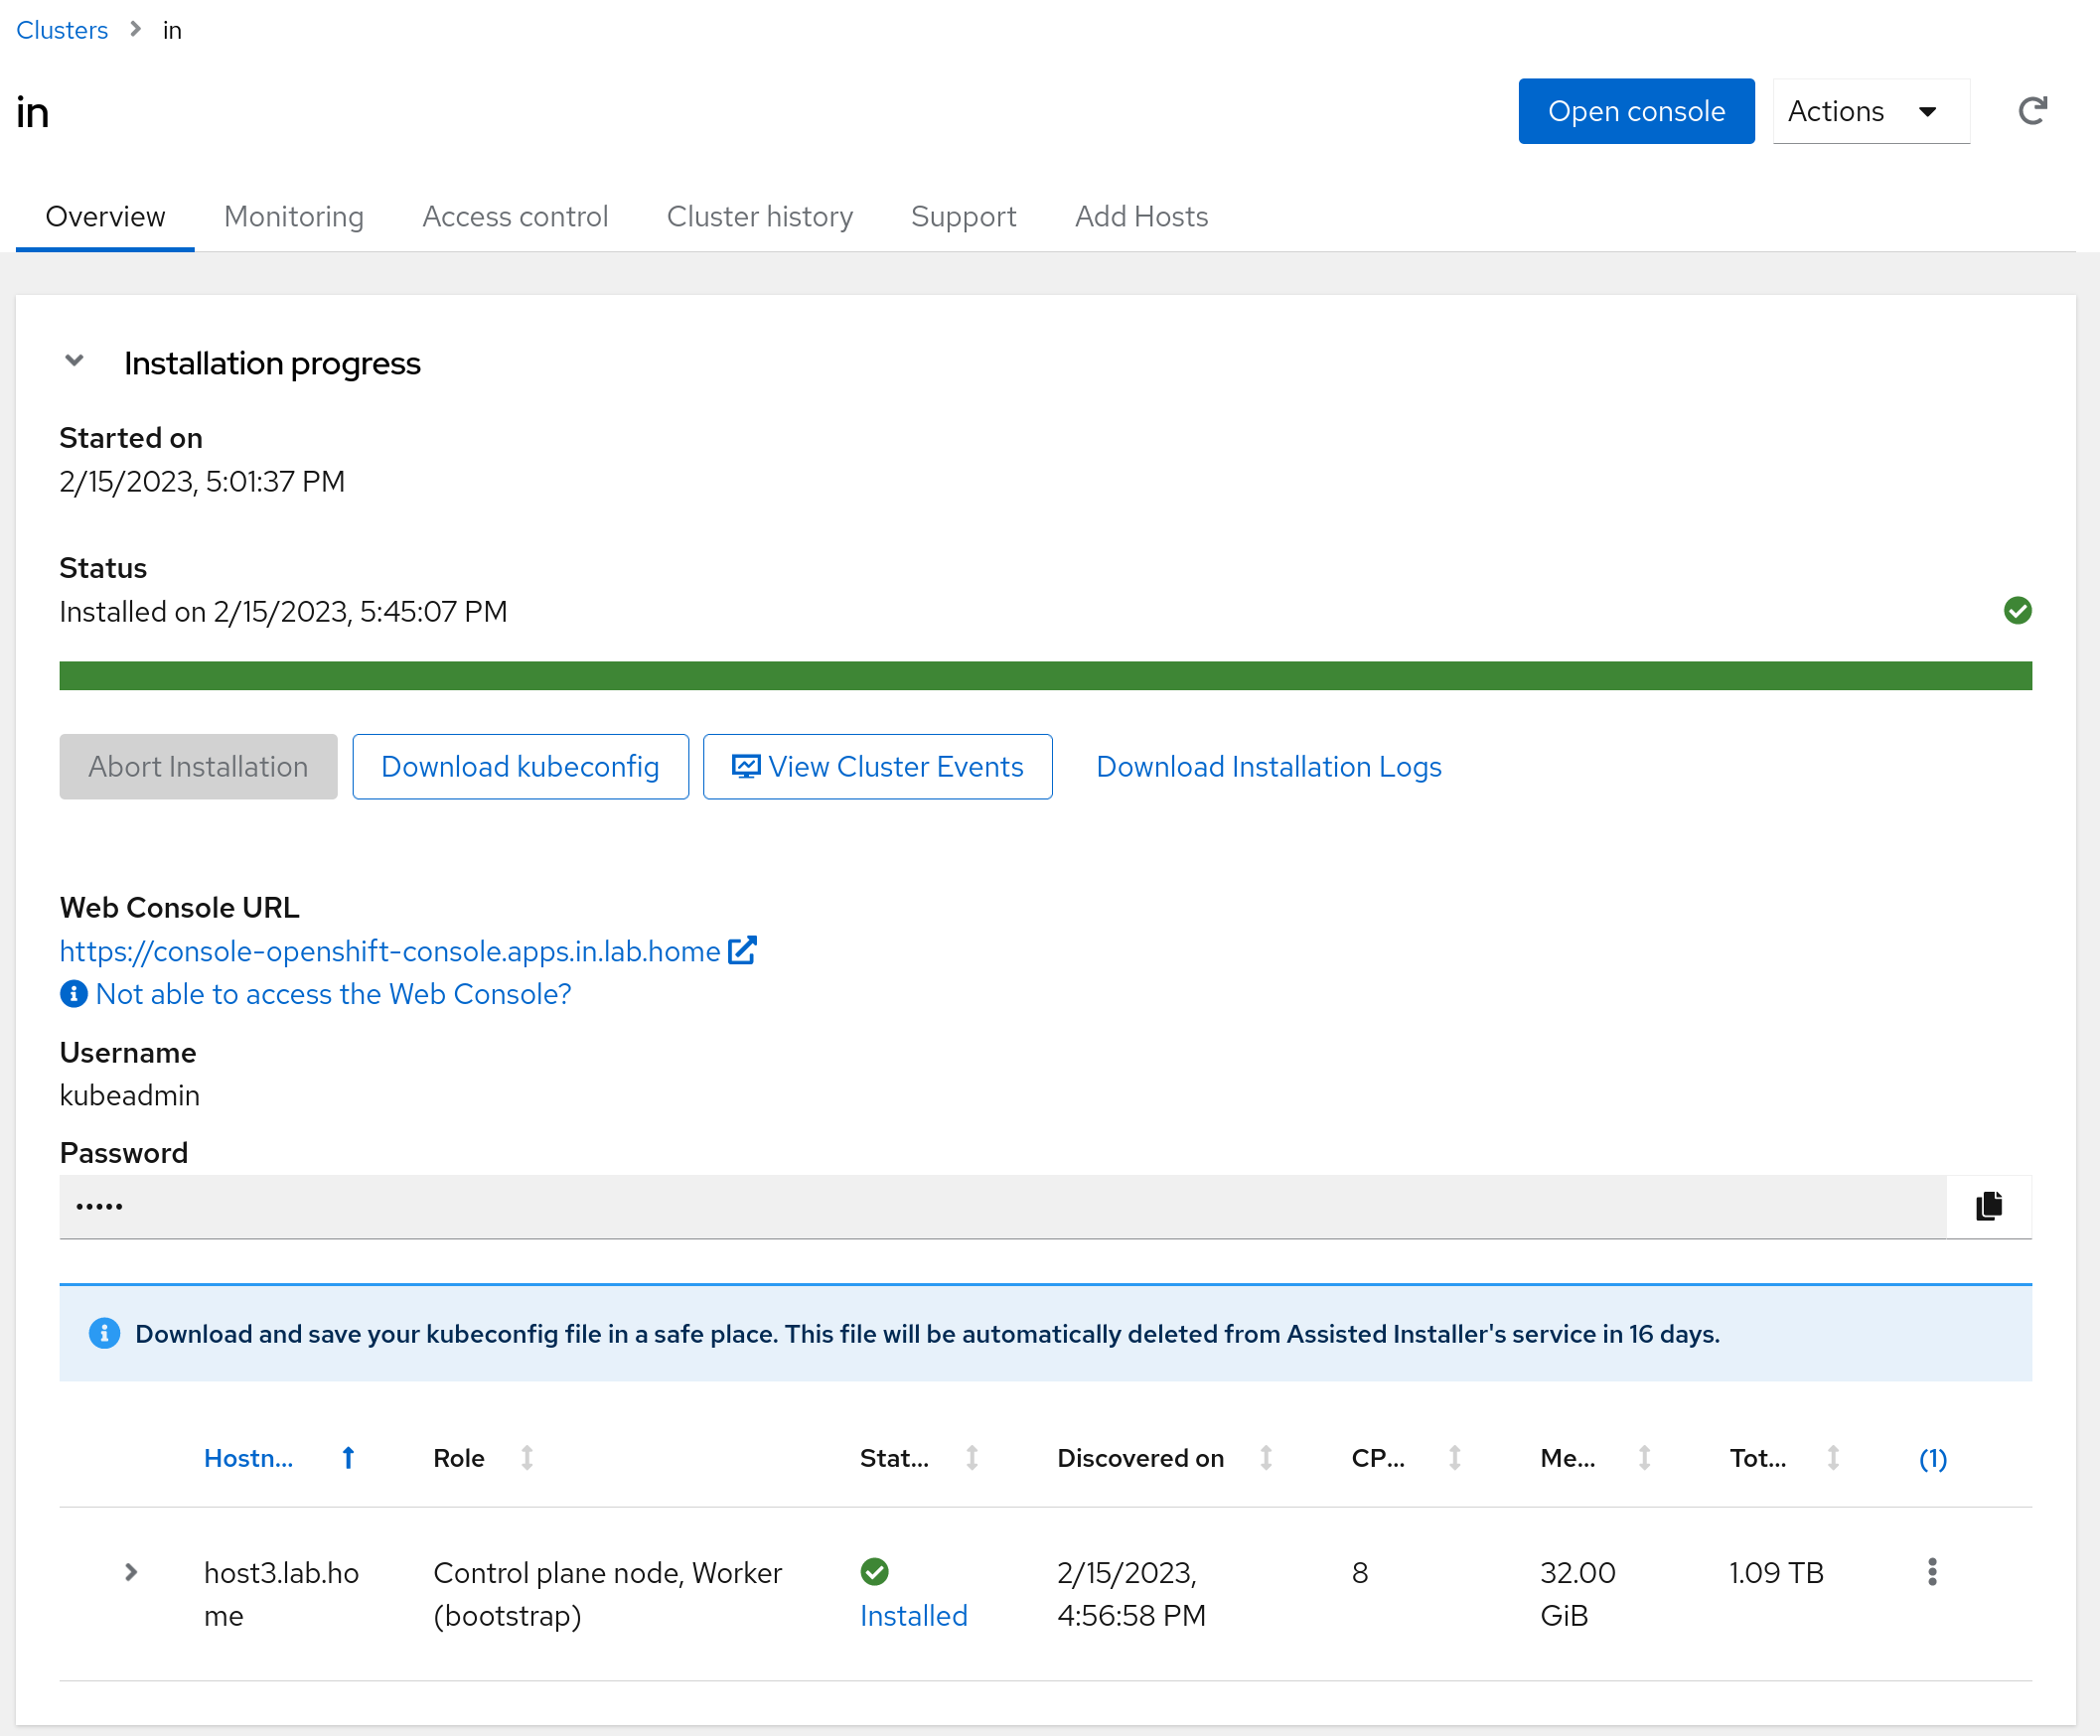 Clusters > in
in
Open console
Actions
Overview
Monitoring
Access control
Cluster history
Support
Add Hosts
Installation progress
Started on
2/15/2023, 5:01:37 PM
Status
Installed on 2/15/2023, 5:45:07 PM
Abort Installation
Download kubeconfig
View Cluster Events
Download Installation Logs
Web Console URL
https://console-openshift-console.apps.in.lab.home
Not able to access the Web Console?
Username
kubeadmin
Password
•••••
Download and save your kubeconfig file in a safe place. This file will be automatically deleted from Assisted Installer's service in 16 days.
Hostn... Role Stat... Discovered on CP... Me... Tot... (1)
host3.lab.ho Control plane node, Worker 2/15/2023, 8 32.00 1.09 TB
me (bootstrap) Installed 4:56:58 PM GiB